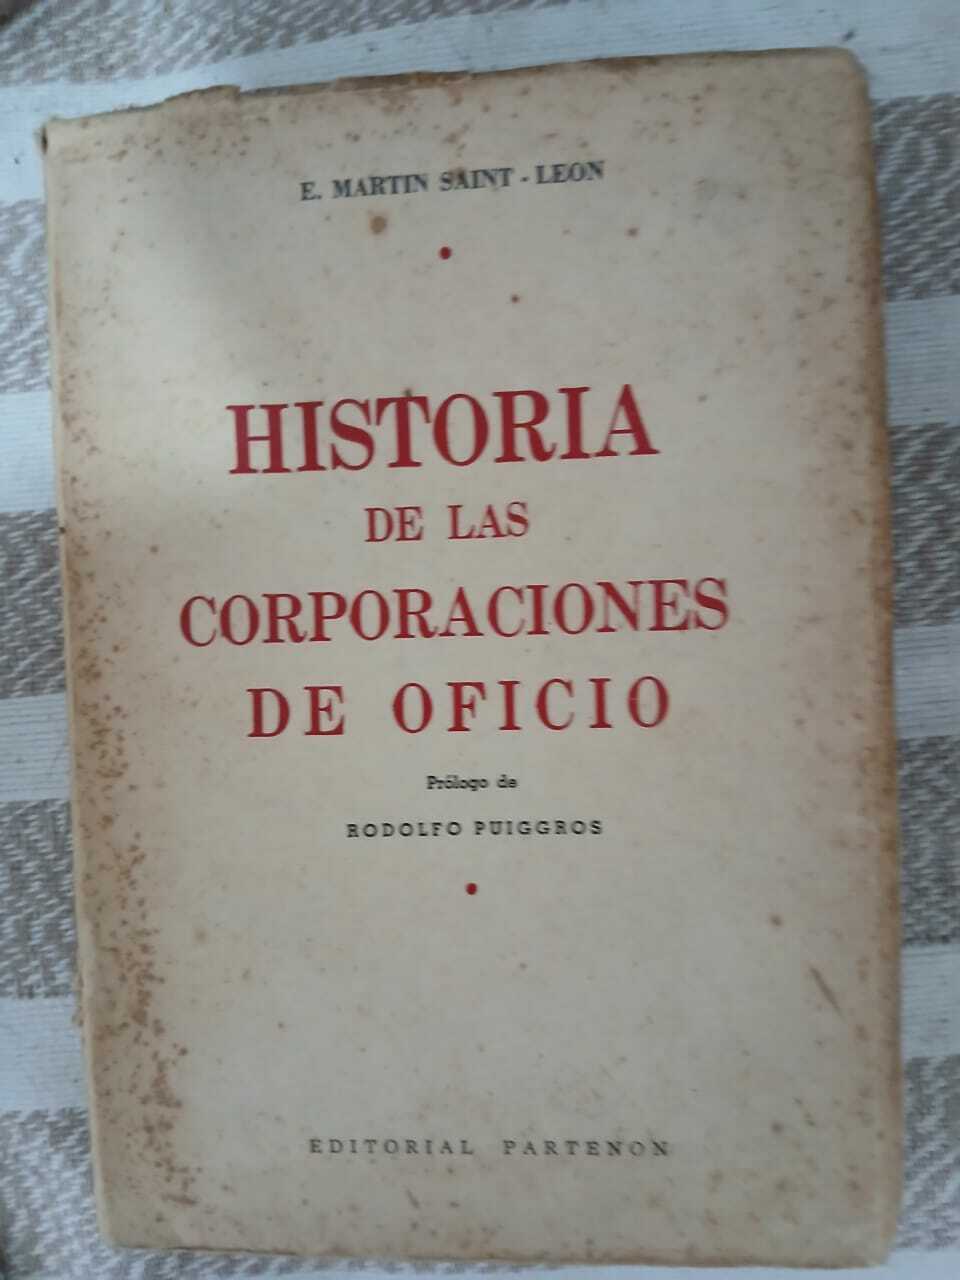 E. MARTIN SAINT - LEON
HISTORIA
DE LAS
CORPORACIONES
DE OFICIO
Prólogo de
RODOLFO PUIGGROS
EDITORIAL PARTENON